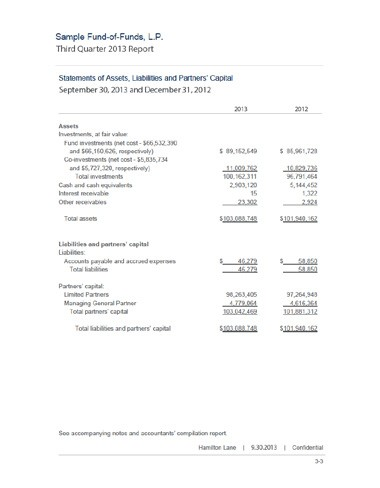 Sample Fund-of-Funds, L.P.
Third Quarter 2013 Report
Statements of Assets, Liabilities and Partners' Capital
September 30, 2013 and December 31, 2012
2013 2012
Assets
Investments, at fair value:
Fund investments (net cost - $66,532,390
and $66,150,626, respectively) $ 89,152,549 $ 85,961,728
Co-investments (net cost - $5,835,734
and $5,727,320, respectively) 11,009,762 10,829,736
Total investments 100,162,311 96,791,464
Cash and cash equivalents 2,903,120 5,144,452
Interest receivable 15 1,322
Other receivables 23,302 2,924
Total assets $103,088,748 $101,940,162
Liabilities and partners' capital
Liabilities:
Accounts payable and accrued expenses $ 46,279 $ 58,850
Total liabilities 46,279 58,850
Partners' capital:
Limited Partners 98,263,405 97,264,948
Managing General Partner 4,779,064 4,616,364
Total partners' capital 103,042,469 101,881,312
Total liabilities and partners' capital $103,088,748 $101,940,162
See accompanying notes and accountants' compilation report.
Hamilton Lane | 9.30.2013 | Confidential
3-3